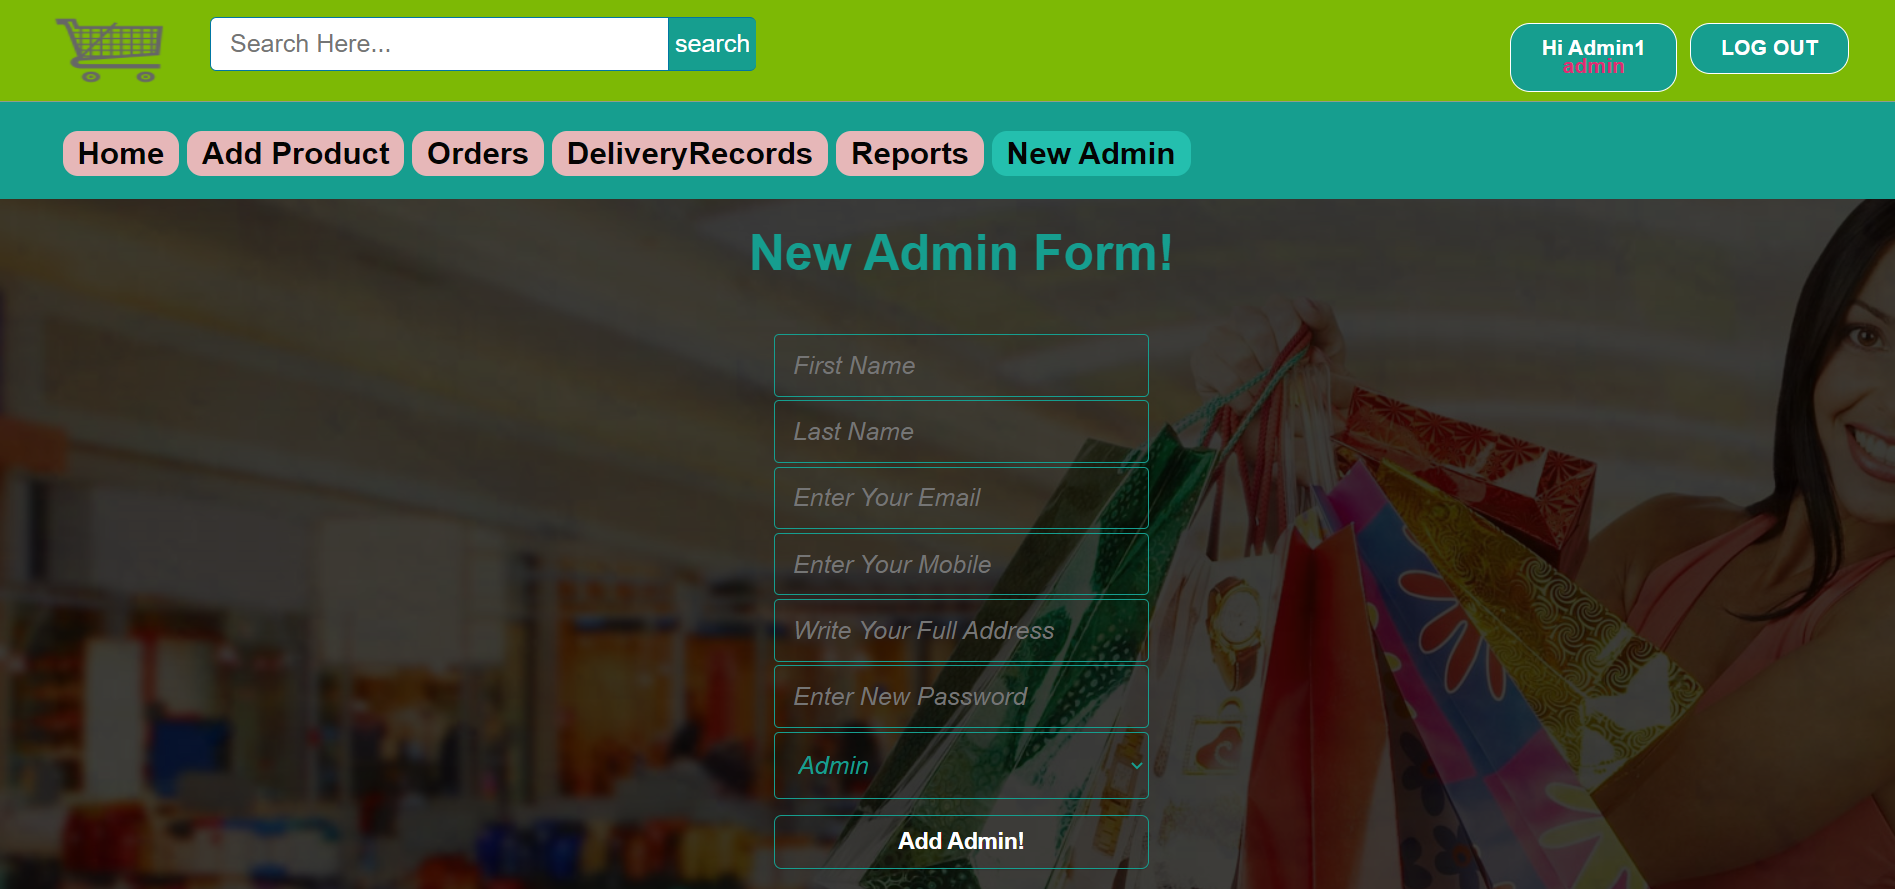 Search Here...
search
Hi Admin1
admin
LOG OUT
Home
Add Product
Orders
DeliveryRecords
Reports
New Admin
New Admin Form!
First Name
Last Name
Enter Your Email
Enter Your Mobile
Write Your Full Address
Enter New Password
Admin
Add Admin!